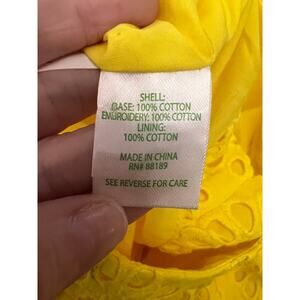 SHELL:
BASE: 100% COTTON
EMBROIDERY: 100% COTTON
LINING:
100% COTTON
MADE IN CHINA
RN# 88189
SEE REVERSE FOR CARE